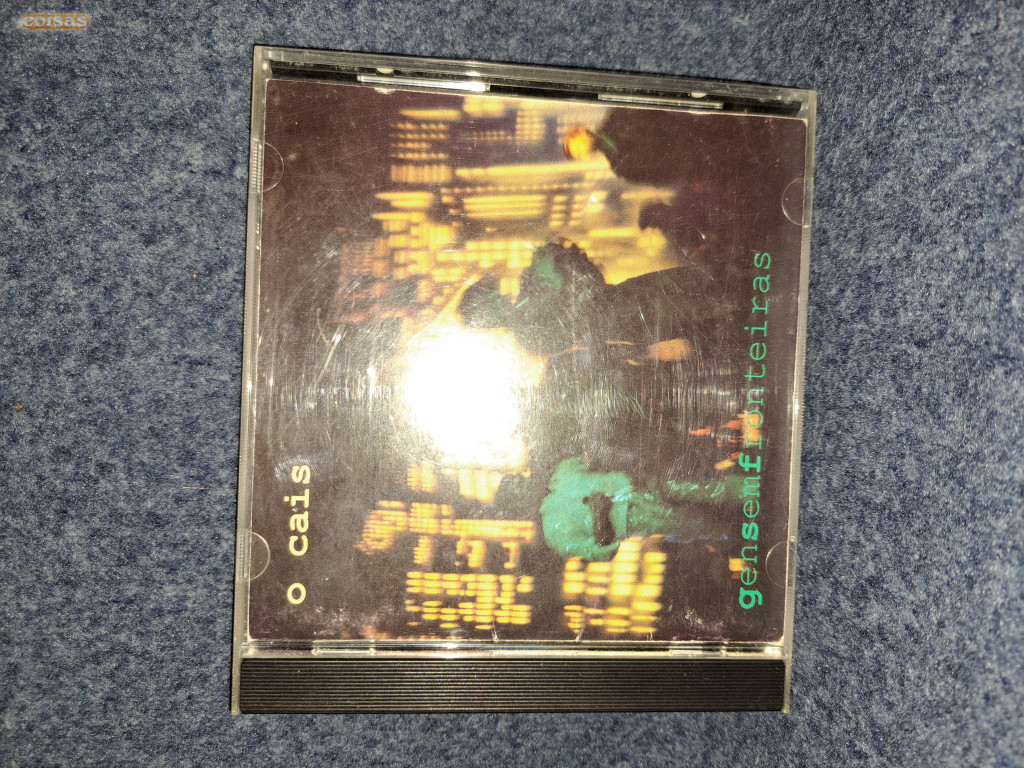 coisas
o cais
gensemfronteiras